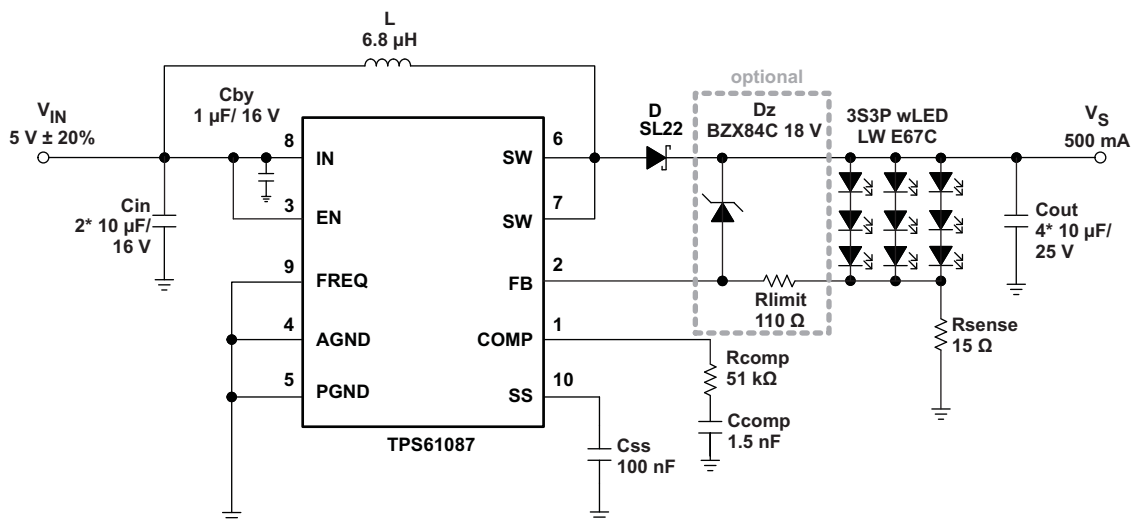 L
6.8 µH
optional
Cby
1 µF/ 16 V
V_IN
5 V ± 20%
D
SL22
Dz
BZX84C 18 V
3S3P wLED
LW E67C
V_S
500 mA
8
IN
SW
6
3
EN
SW
7
Cin
2* 10 µF/
16 V
Cout
4* 10 µF/
25 V
9
FREQ
FB
2
Rlimit
110 Ω
4
AGND
COMP
1
Rsense
15 Ω
Rcomp
51 kΩ
5
PGND
SS
10
Ccomp
1.5 nF
TPS61087
Css
100 nF